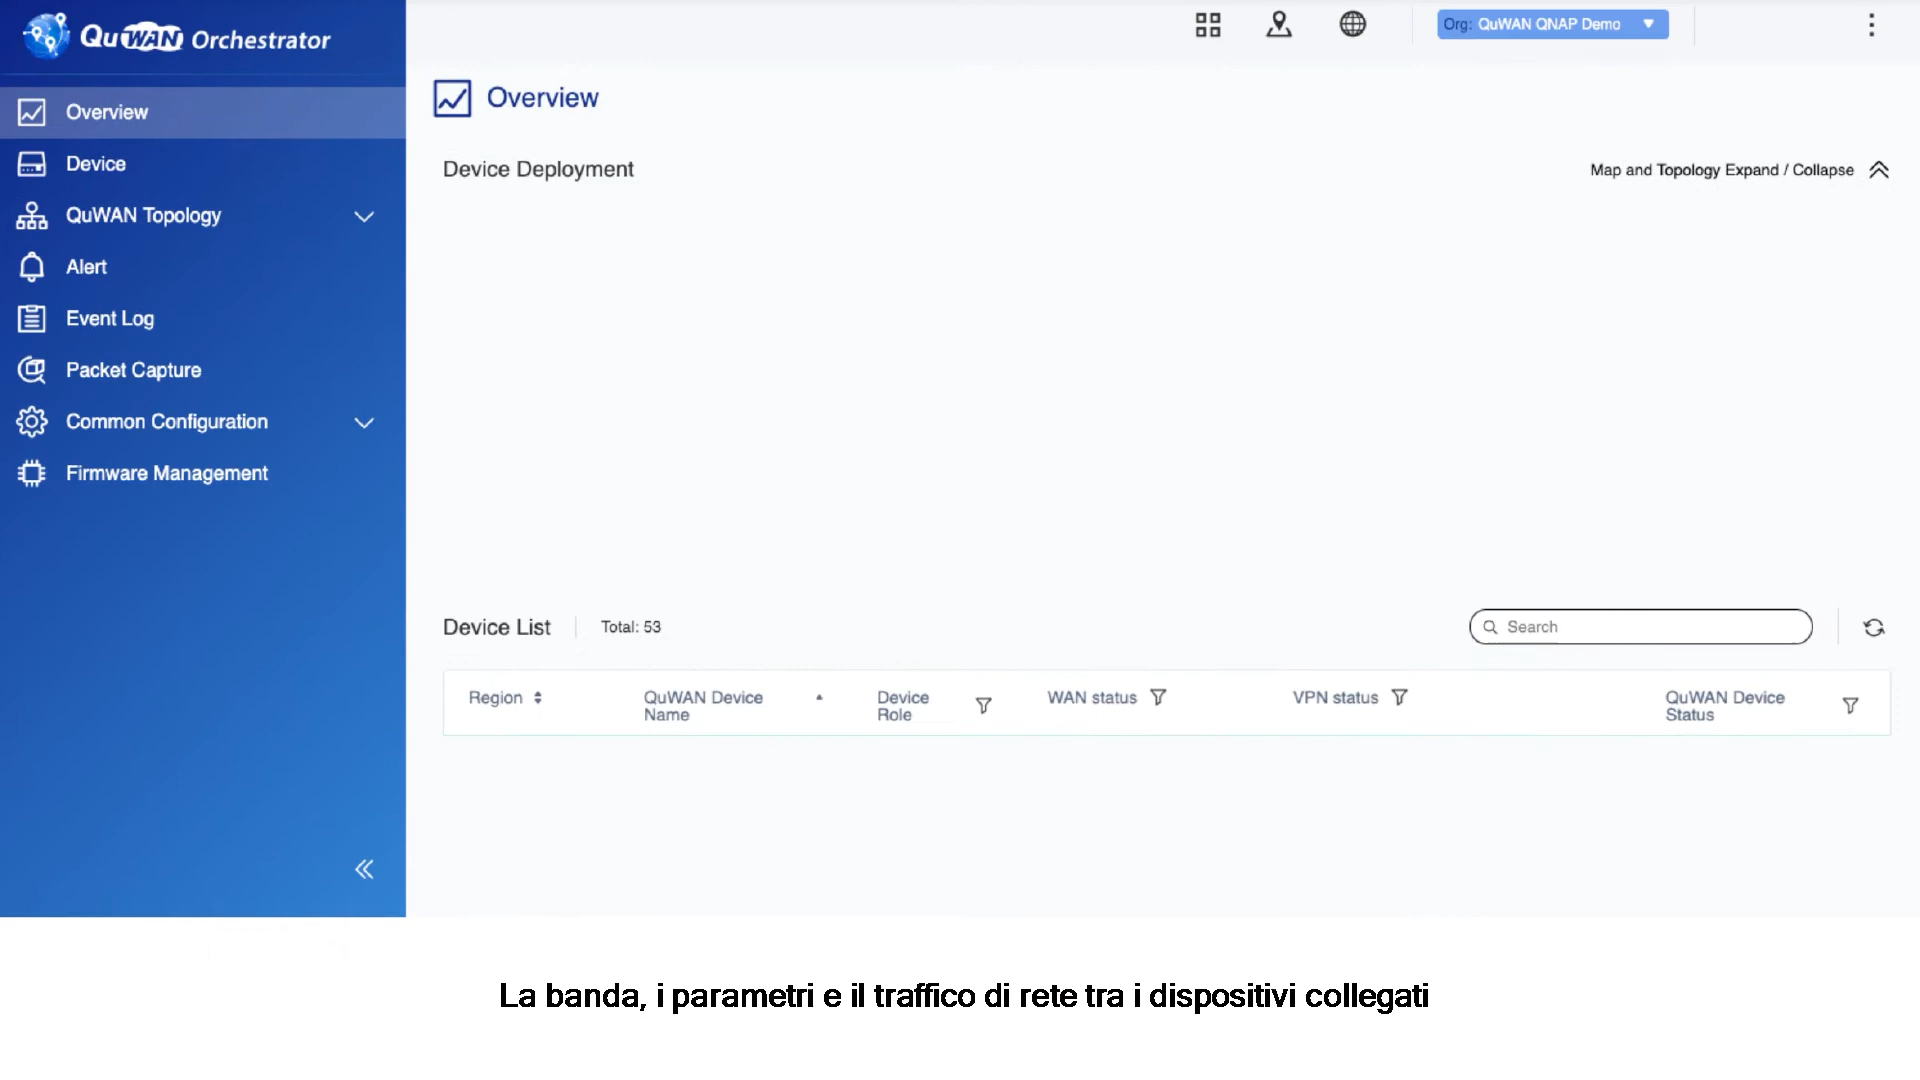 QuWAN Orchestrator
Org: QuWAN QNAP Demo
Overview
Device
QuWAN Topology
Alert
Event Log
Packet Capture
Common Configuration
Firmware Management
Overview
Device Deployment
Map and Topology Expand / Collapse
Device List
Total: 53
Search
Region
QuWAN Device
Name
Device
Role
WAN status
VPN status
QuWAN Device
Status
La banda, i parametri e il traffico di rete tra i dispositivi collegati